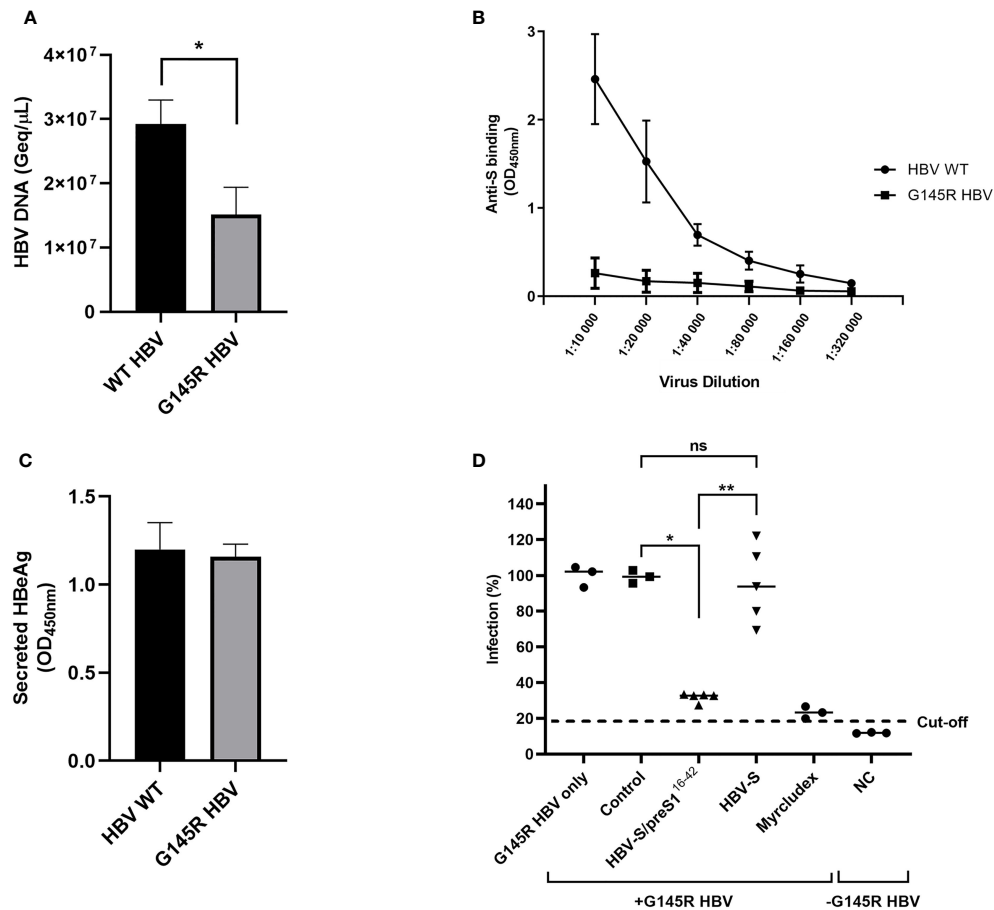 A
*
4×10⁷
3×10⁷
2×10⁷
1×10⁷
0
HBV DNA (Geq/μL)
WT HBV
G145R HBV
B
3
2
1
0
Anti-S binding
(OD450nm)
HBV WT
G145R HBV
1:10 000
1:20 000
1:40 000
1:80 000
1:160 000
1:320 000
Virus Dilution
C
1.5
1.0
0.5
0.0
Secreted HBeAg
(OD450nm)
HBV WT
G145R HBV
D
ns
**
*
140
120
100
80
60
40
20
0
Infection (%)
Cut-off
G145R HBV only
Control
HBV-S/preS1¹⁶⁻⁴²
HBV-S
Myrcludex
NC
+G145R HBV
-G145R HBV